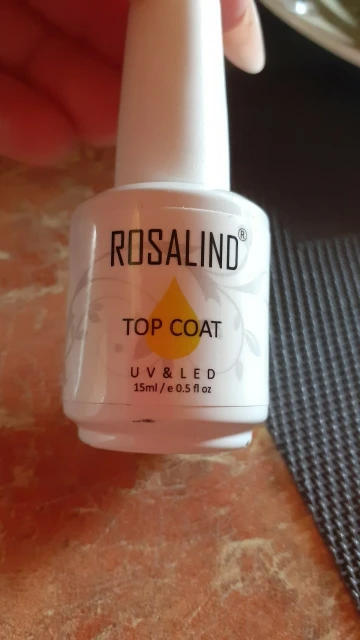 ROSALIND®
TOP COAT
UV & LED
15ml / e 0.5 fl oz